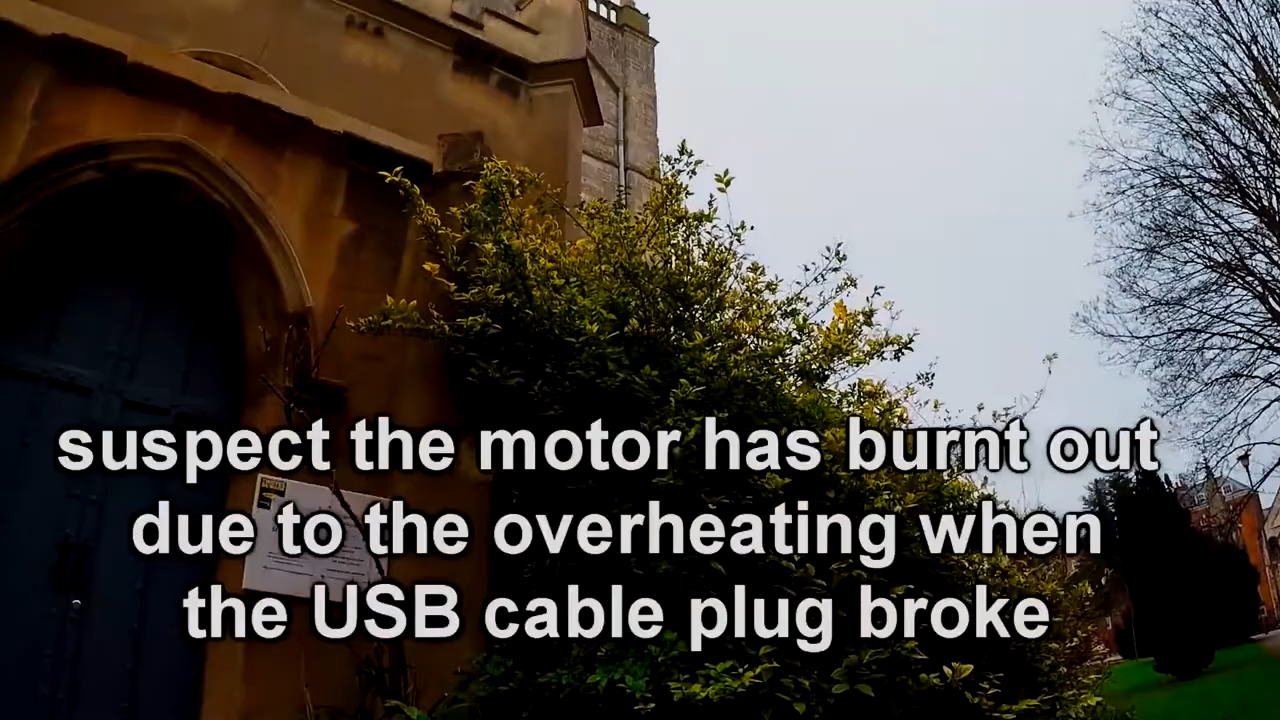 suspect the motor has burnt out
due to the overheating when
the USB cable plug broke